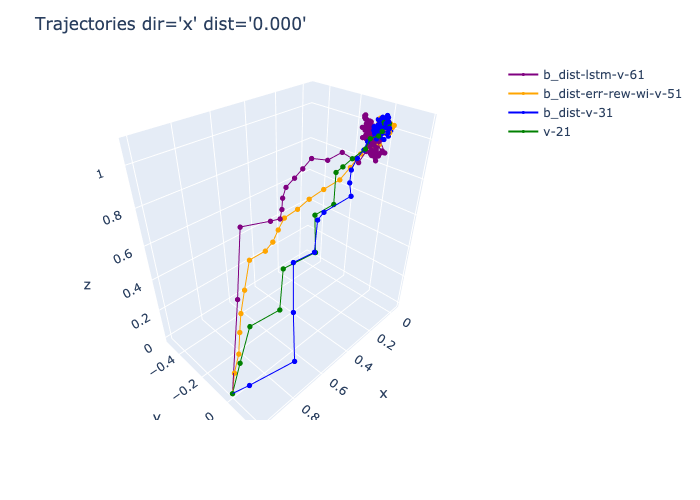 Trajectories dir='x' dist='0.000'
b_dist-lstm-v-61
b_dist-err-rew-wi-v-51
b_dist-v-31
v-21
1
0.8
z
0.6
0.4
0.2
0
−0.4
−0.2
0
0
0.2
0.4
x
0.6
0.8